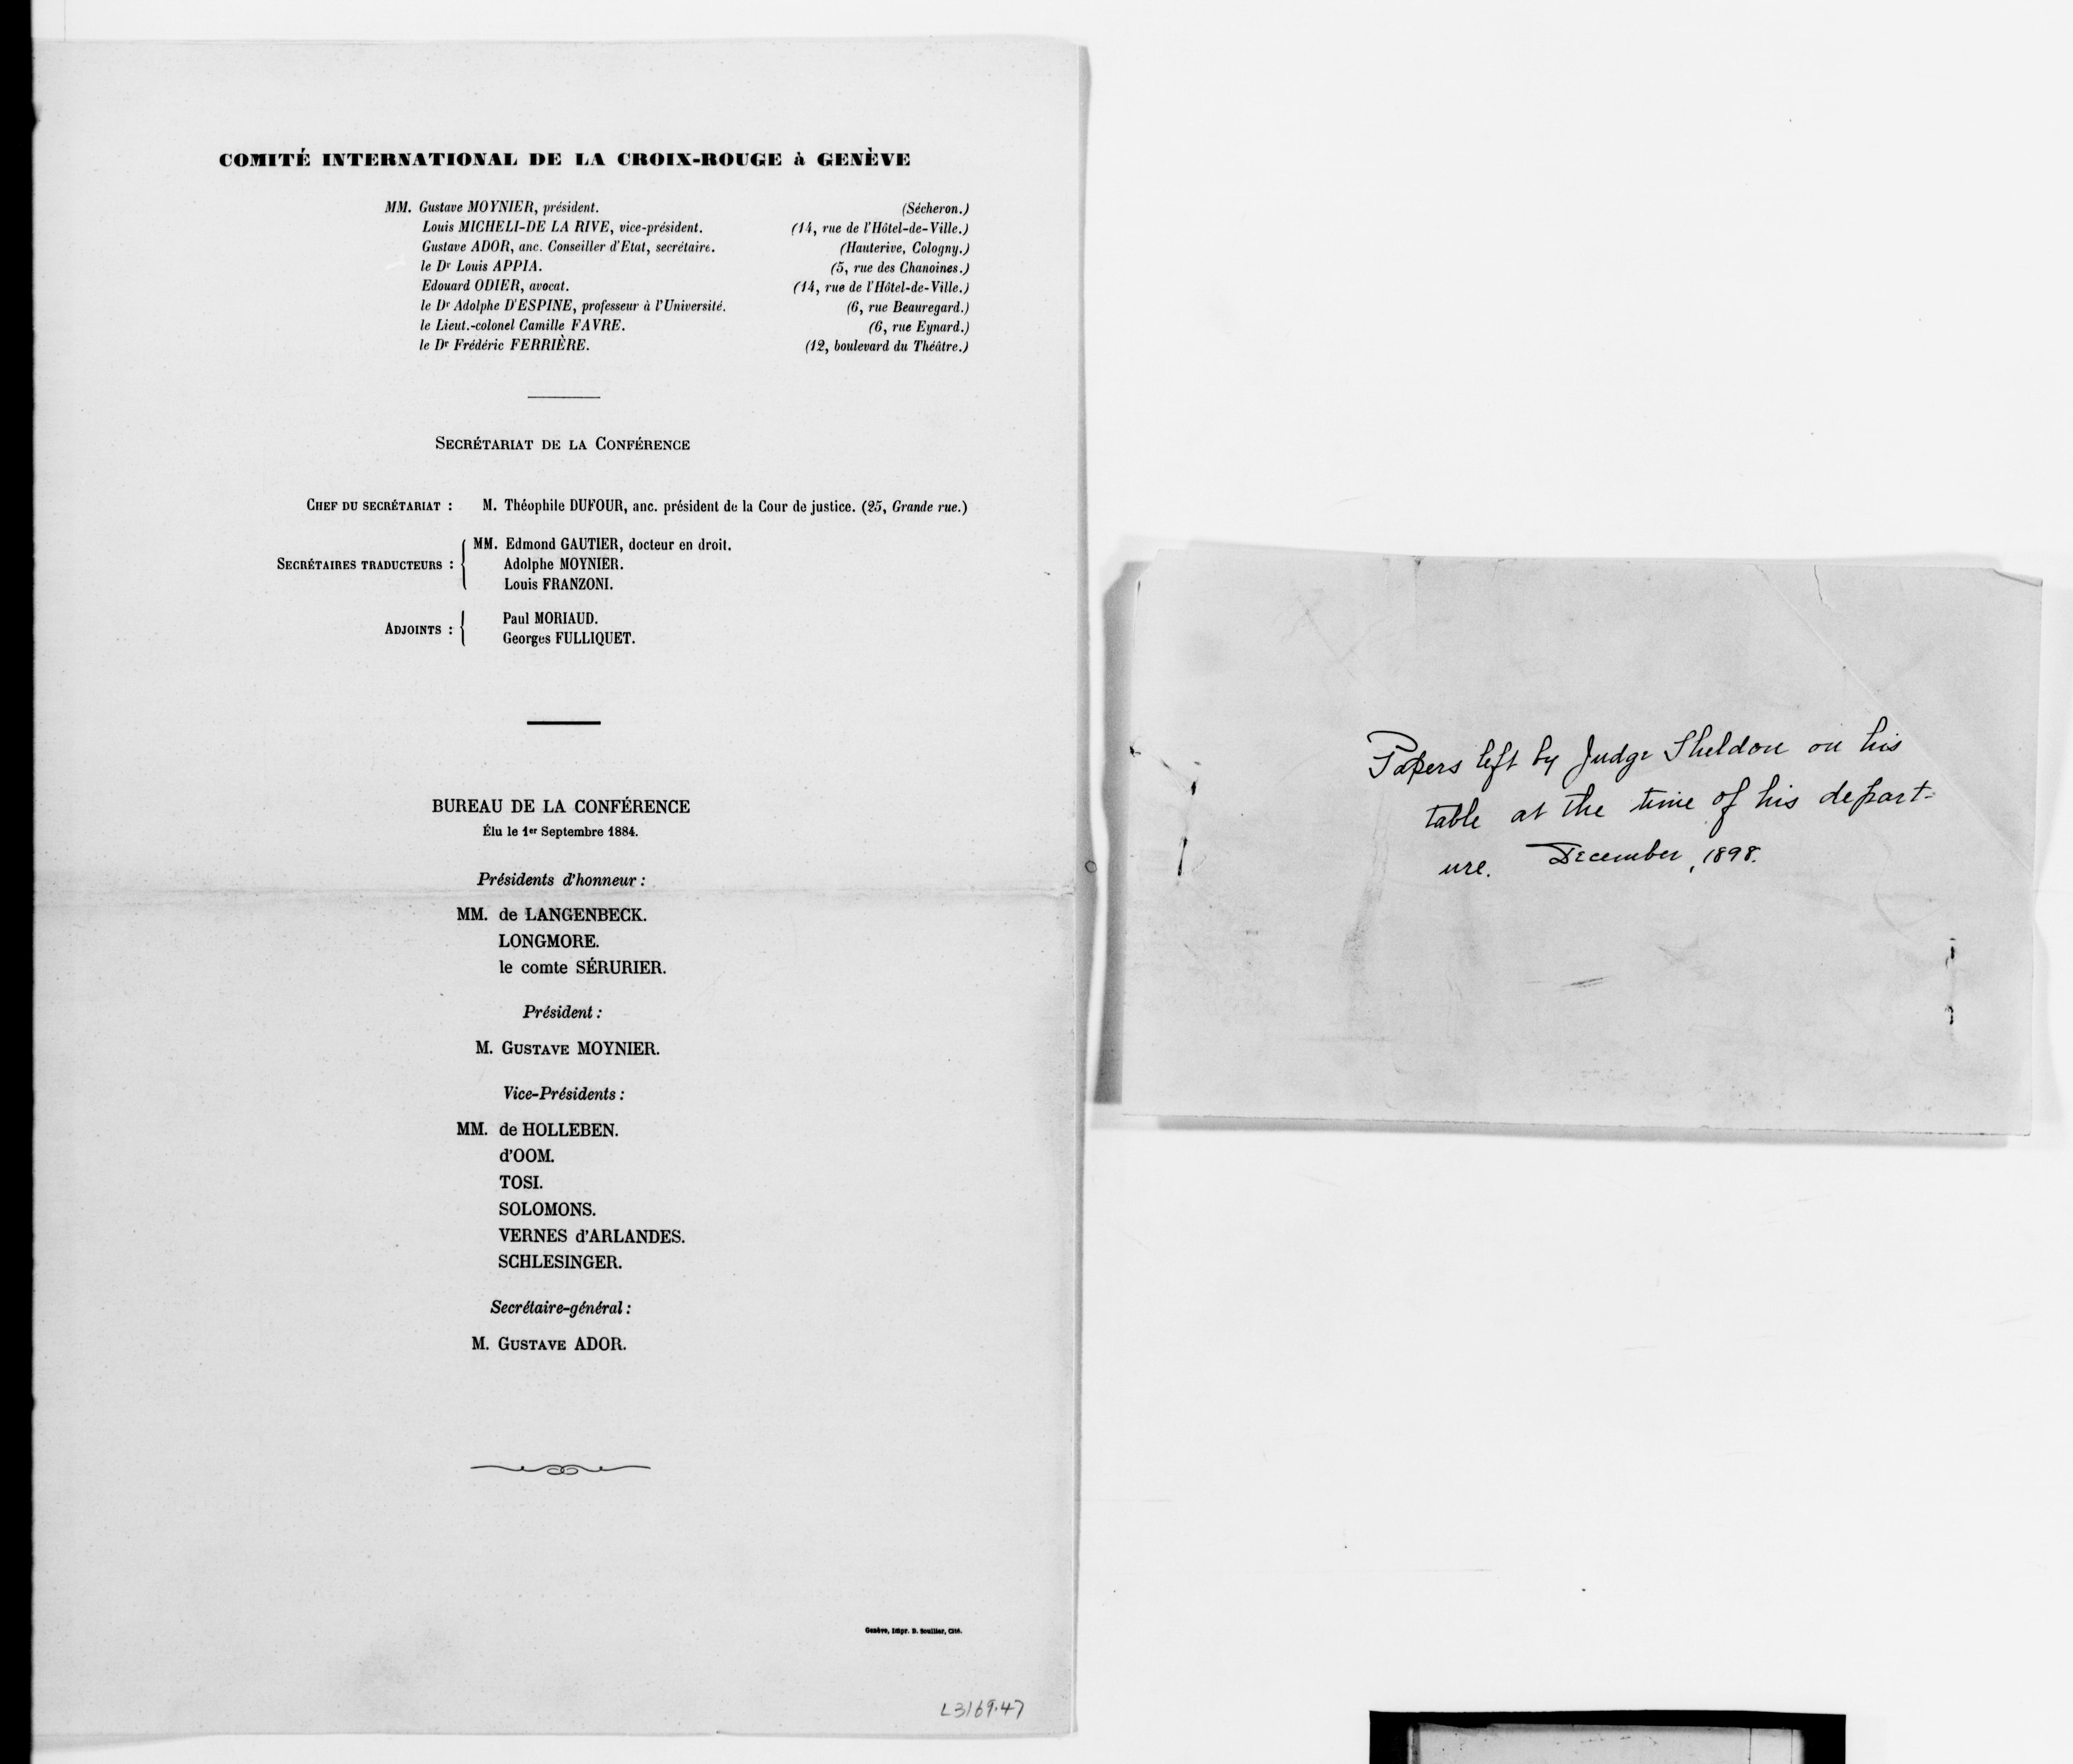 COMITÉ INTERNATIONAL DE LA CROIX-ROUGE à GENÈVE
MM. Gustave MOYNIER, président. (Sécheron.)
Louis MICHELI-DE LA RIVE, vice-président. (14, rue de l'Hôtel-de-Ville.)
Gustave ADOR, anc. Conseiller d'Etat, secrétaire. (Hauterive, Cologny.)
le Dr Louis APPIA. (5, rue des Chanoines.)
Edouard ODIER, avocat. (14, rue de l'Hôtel-de-Ville.)
le Dr Adolphe D'ESPINE, professeur à l'Université. (6, rue Beauregard.)
le Lieut.-colonel Camille FAVRE. (6, rue Eynard.)
le Dr Frédéric FERRIÈRE. (12, boulevard du Théâtre.)
SECRÉTARIAT DE LA CONFÉRENCE
CHEF DU SECRÉTARIAT : M. Théophile DUFOUR, anc. président de la Cour de justice. (25, Grande rue.)
MM. Edmond GAUTIER, docteur en droit.
SECRÉTAIRES TRADUCTEURS : Adolphe MOYNIER.
Louis FRANZONI.
Paul MORIAUD.
ADJOINTS :
Georges FULLIQUET.
BUREAU DE LA CONFÉRENCE
Élu le 1er Septembre 1884.
Présidents d'honneur :
MM. de LANGENBECK.
LONGMORE.
le comte SÉRURIER.
Président :
M. GUSTAVE MOYNIER.
Vice-Présidents :
MM. de HOLLEBEN.
d'OOM.
TOSI.
SOLOMONS.
VERNES d'ARLANDES.
SCHLESINGER.
Secrétaire-général :
M. GUSTAVE ADOR.
Genève, Impr. B. Soullier, Cité.
L3169.47
Papers left by Judge Sheldon on his
table at the time of his depart-
ure. December, 1898.